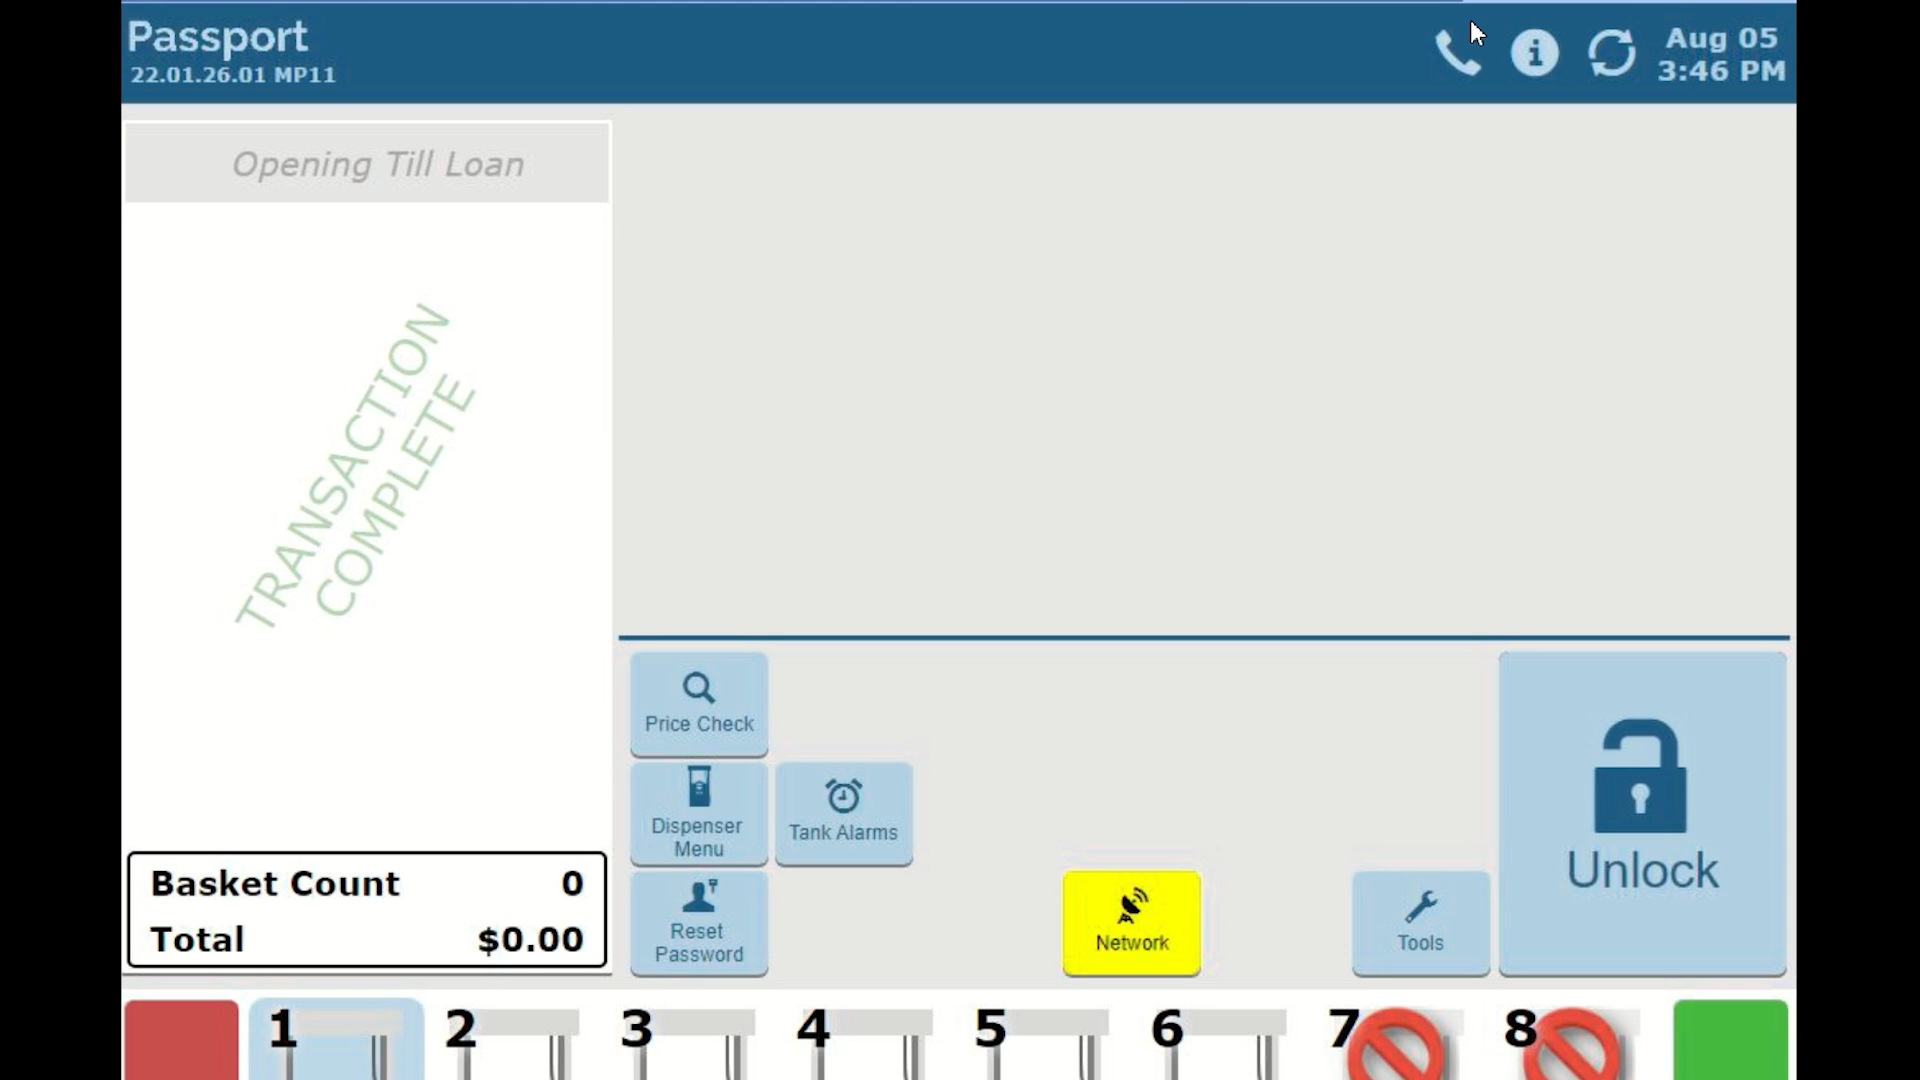 Passport
22.01.26.01 MP11
Aug 05
3:46 PM
Opening Till Loan
TRANSACTION
COMPLETE
Basket Count 0
Total $0.00
Price Check
Dispenser
Menu
Tank Alarms
Reset
Password
Network
Tools
Unlock
1 2 3 4 5 6 7 8